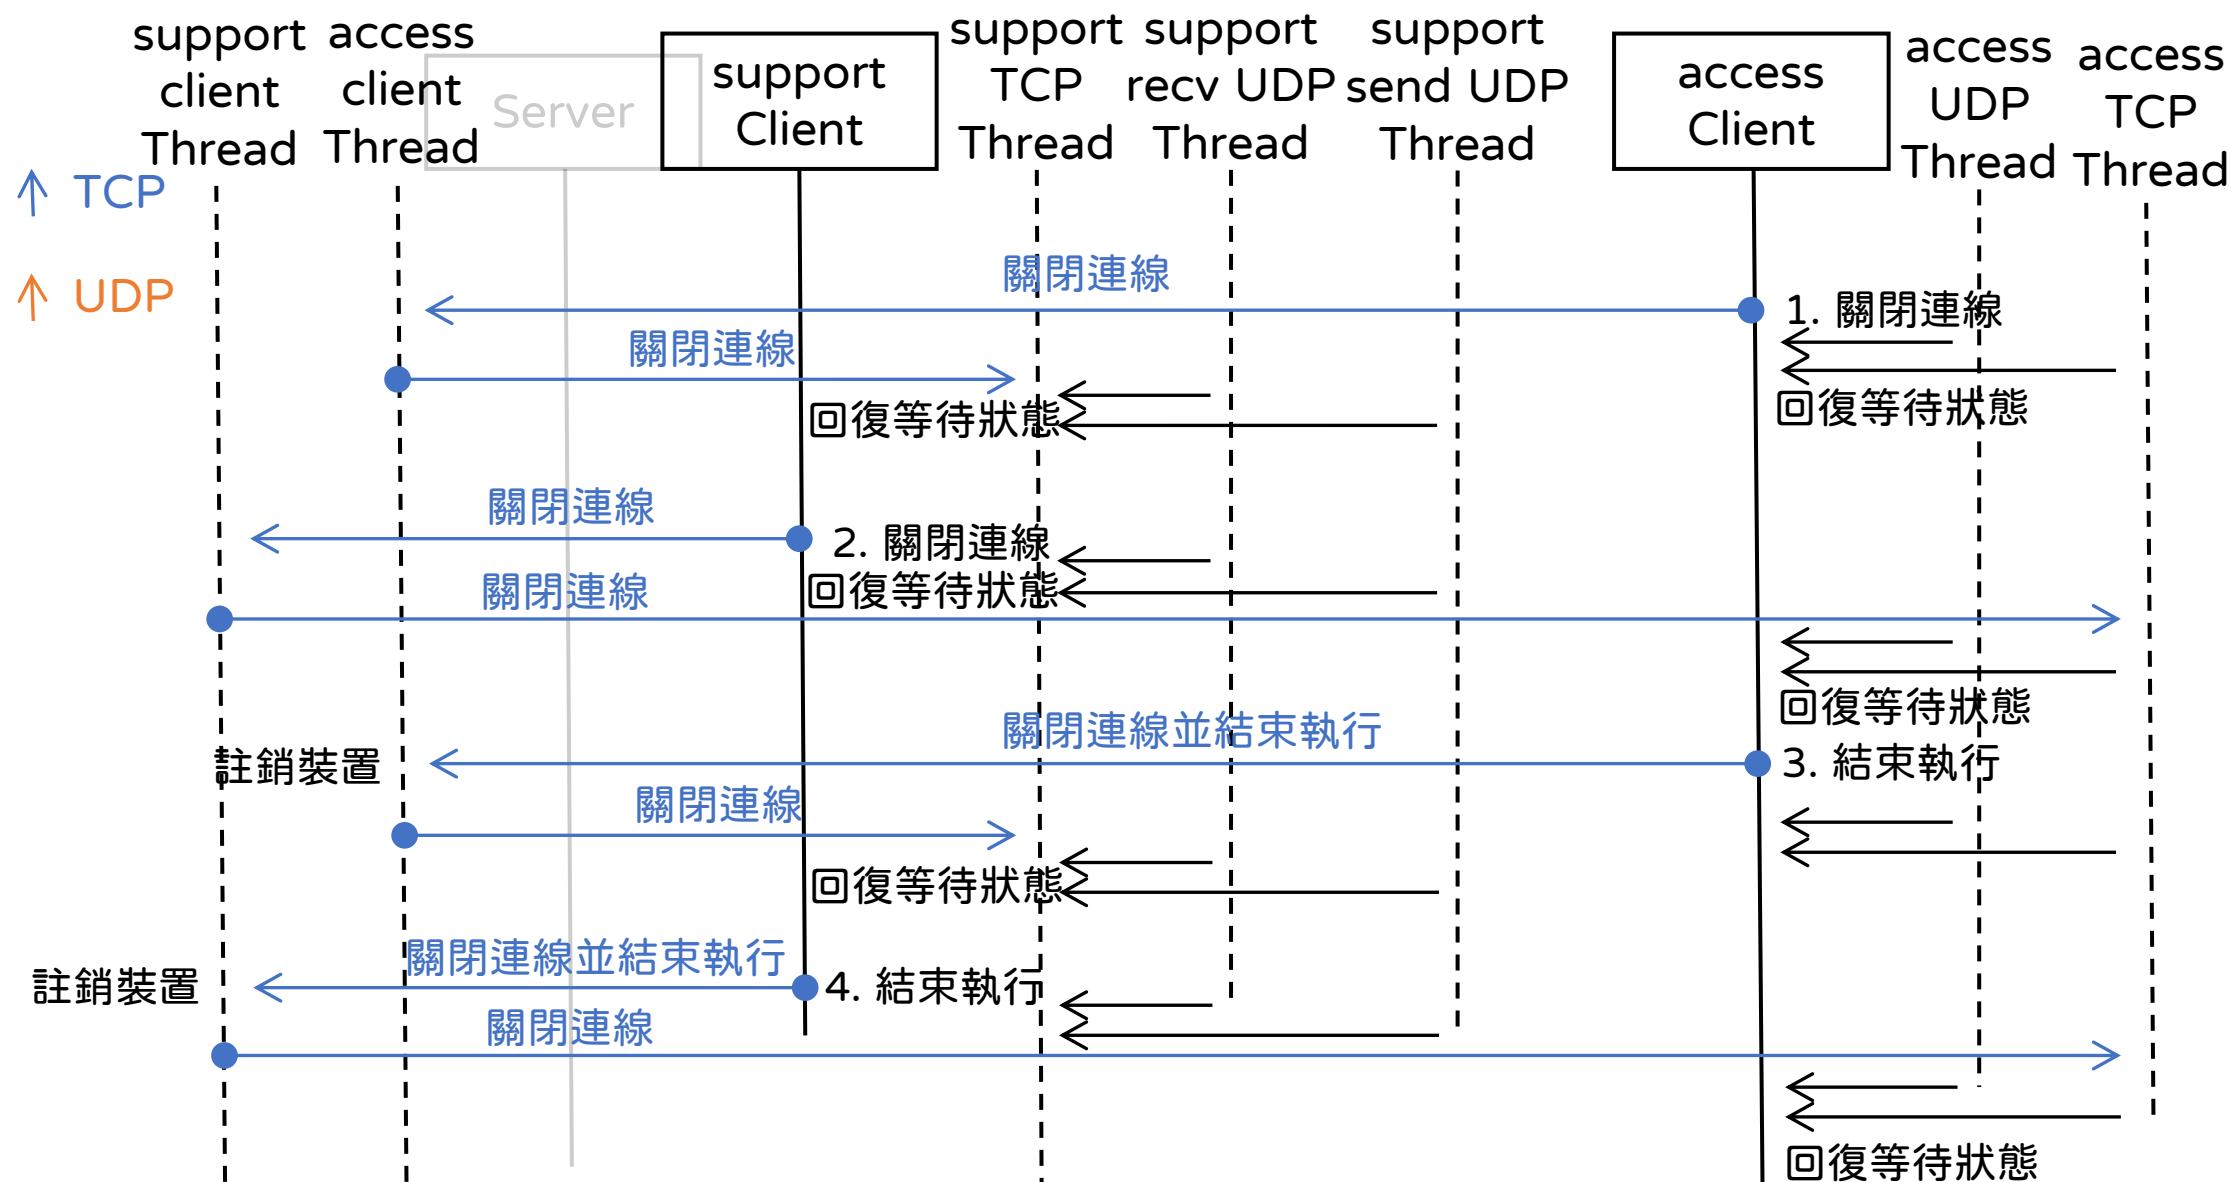 support
client
Thread
access
client
Thread
Server
support
Client
support
TCP
Thread
support
recv UDP
Thread
support
send UDP
Thread
access
Client
access
UDP
Thread
access
TCP
Thread
TCP
UDP
關閉連線
1. 關閉連線
關閉連線
回復等待狀態
回復等待狀態
關閉連線
2. 關閉連線
關閉連線
回復等待狀態
回復等待狀態
關閉連線並結束執行
3. 結束執行
註銷裝置
關閉連線
回復等待狀態
關閉連線並結束執行
4. 結束執行
註銷裝置
關閉連線
回復等待狀態